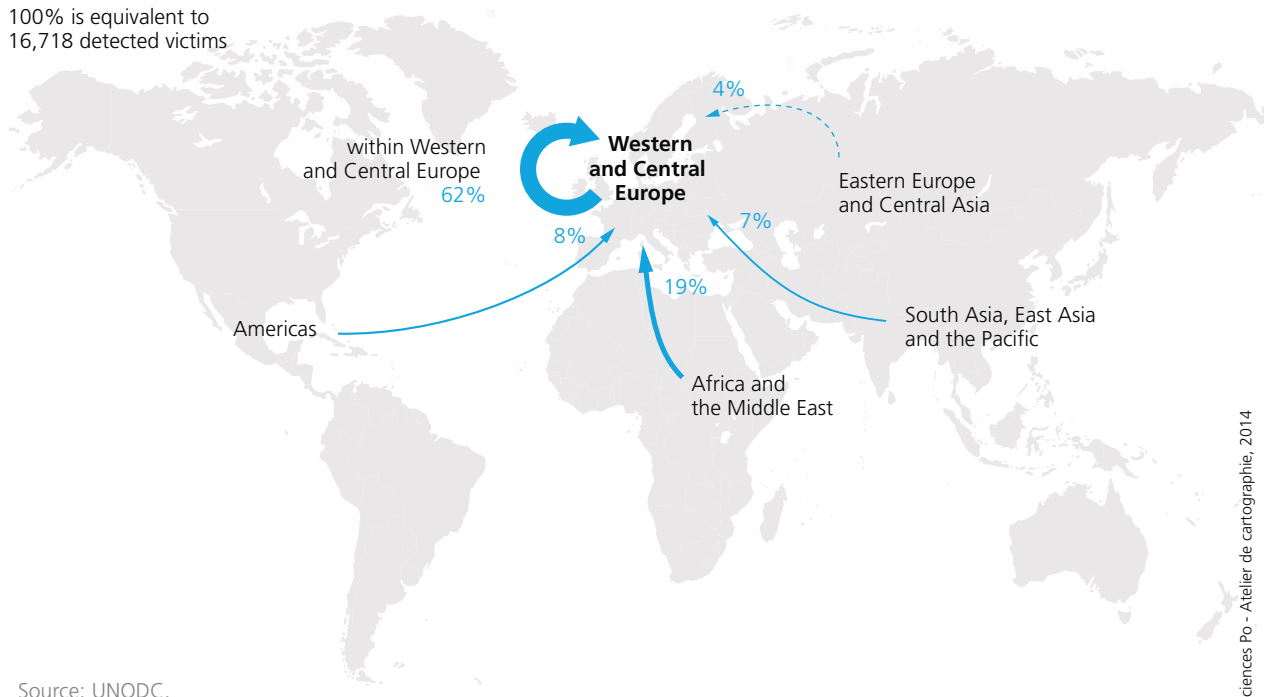 100% is equivalent to
16,718 detected victims
4%
within Western
and Central Europe
62%
Western
and Central
Europe
Eastern Europe
and Central Asia
8%
7%
19%
Americas
South Asia, East Asia
and the Pacific
Africa and
the Middle East
Source: UNODC.
ciences Po - Atelier de cartographie, 2014